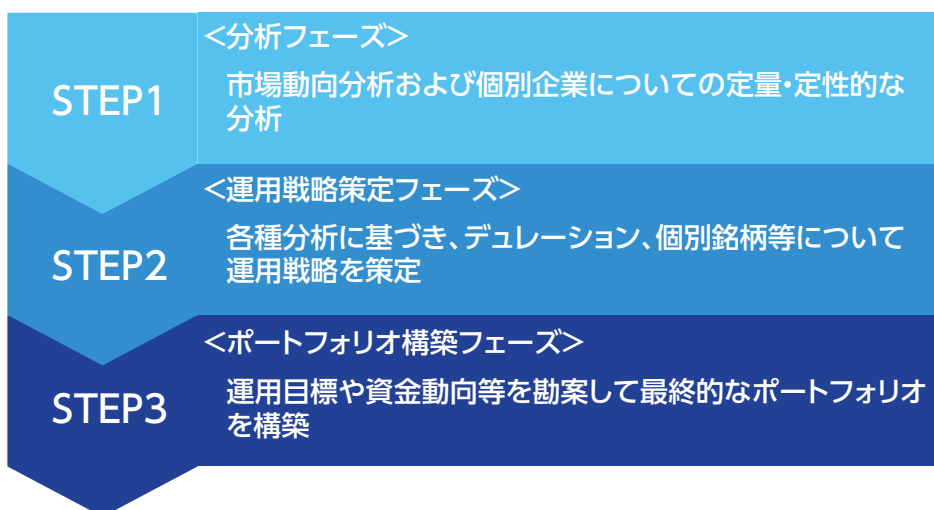 STEP1
<分析フェーズ>
市場動向分析および個別企業についての定量・定性的な
分析
STEP2
<運用戦略策定フェーズ>
各種分析に基づき、デュレーション、個別銘柄等について
運用戦略を策定
STEP3
<ポートフォリオ構築フェーズ>
運用目標や資金動向等を勘案して最終的なポートフォリオ
を構築